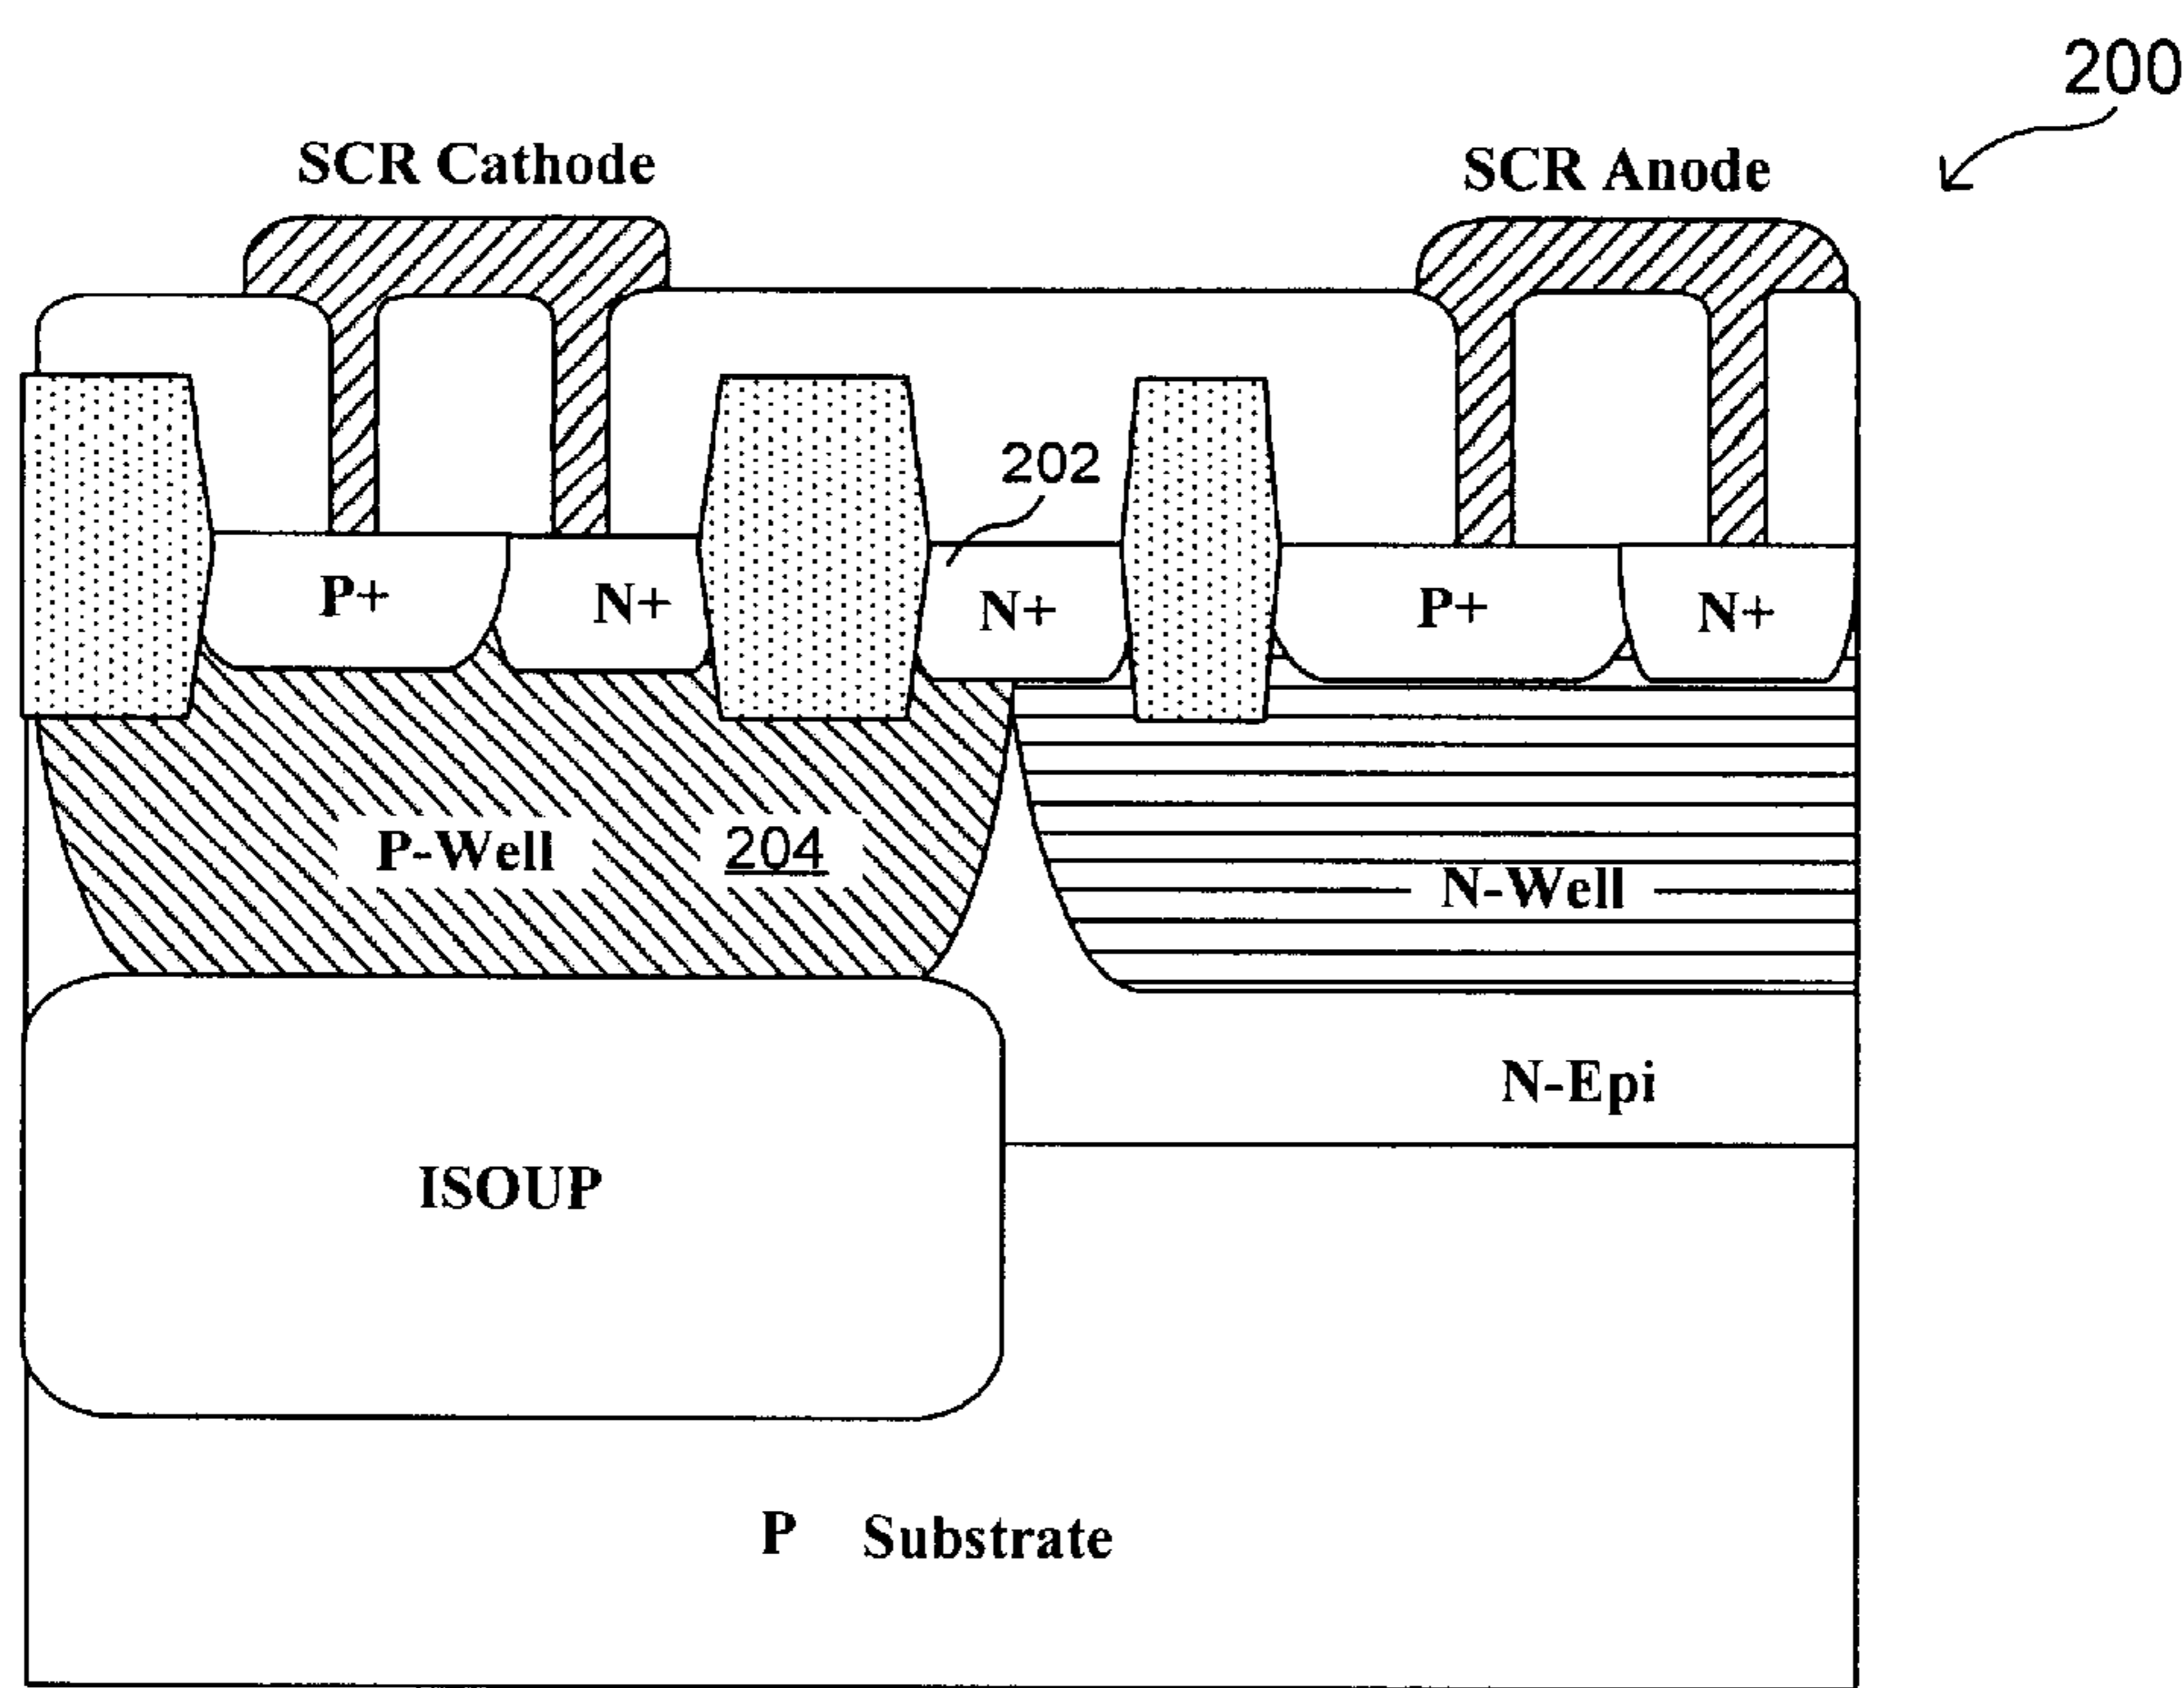 200
SCR Cathode
SCR Anode
202
P+
N+
N+
P+
N+
P-Well
204
N-Well
N-Epi
ISOUP
P Substrate